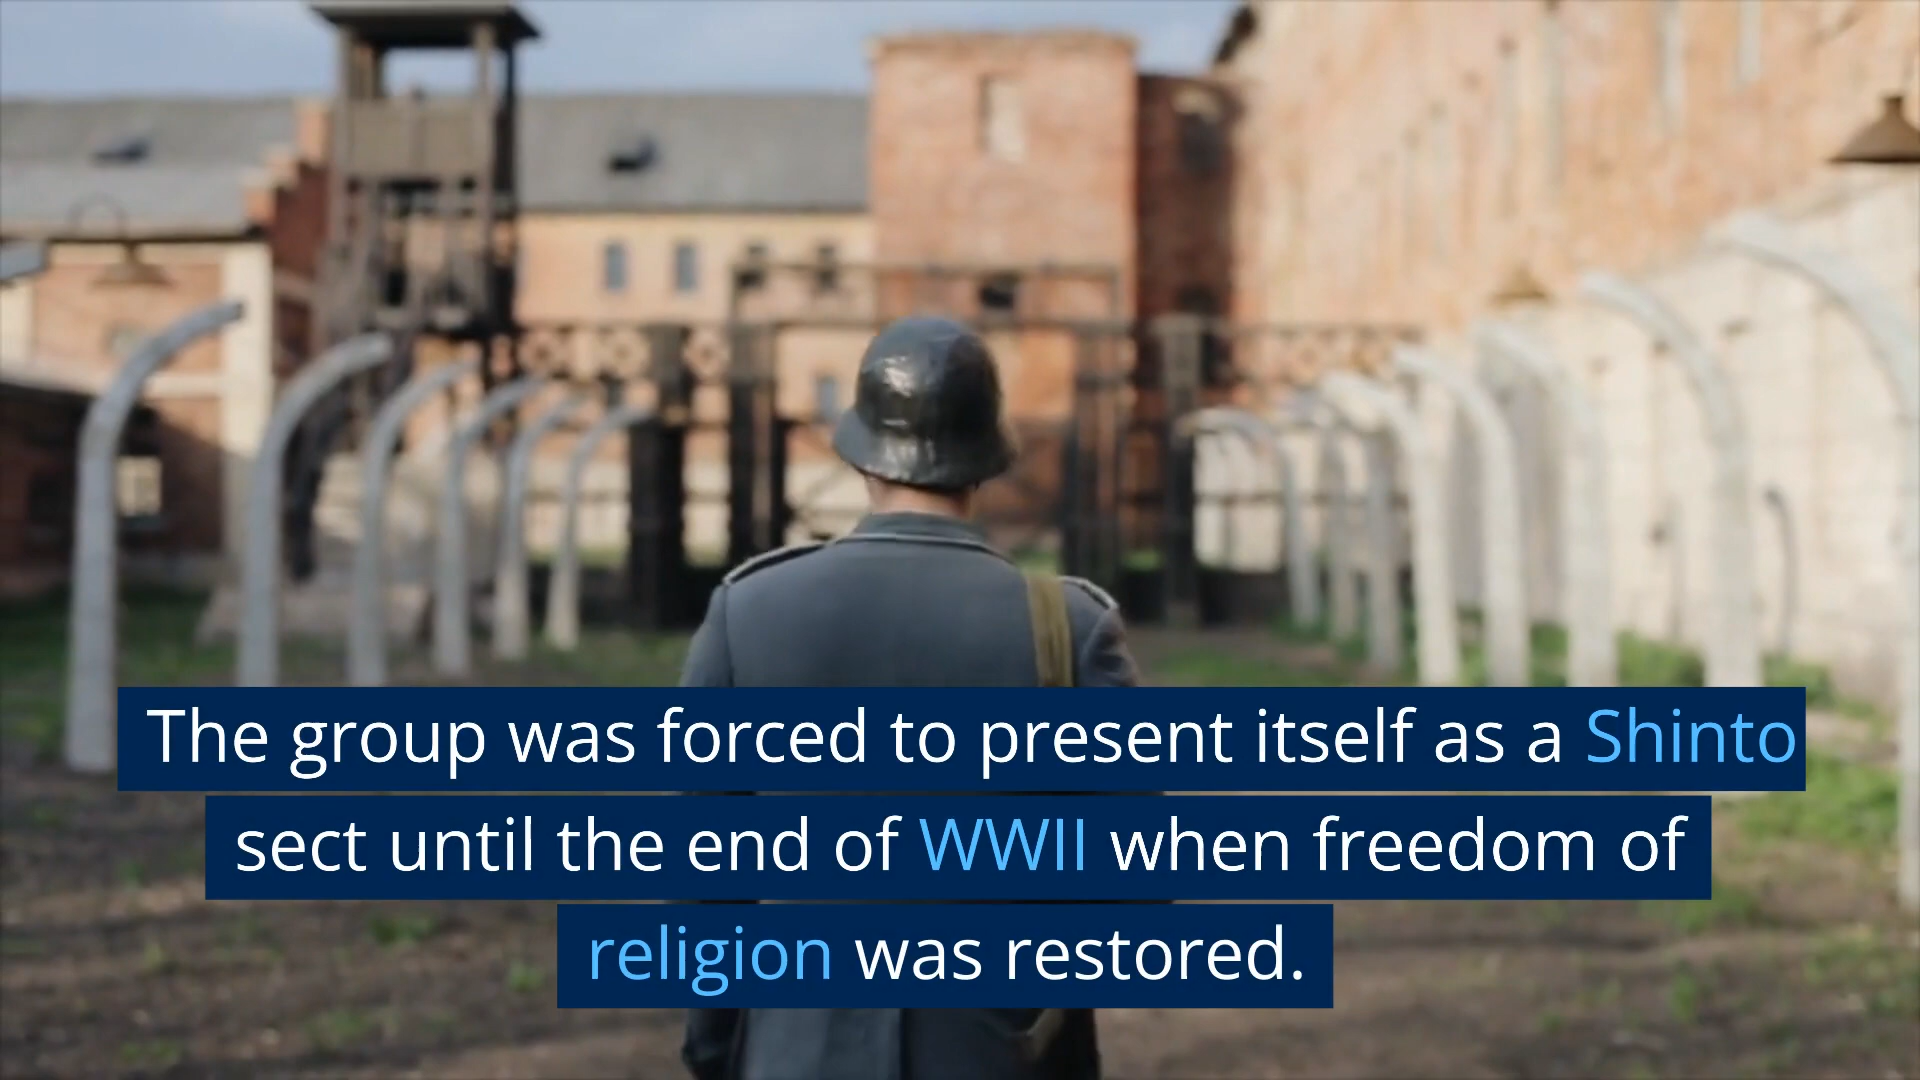 The group was forced to present itself as a Shinto
sect until the end of WWII when freedom of
religion was restored.